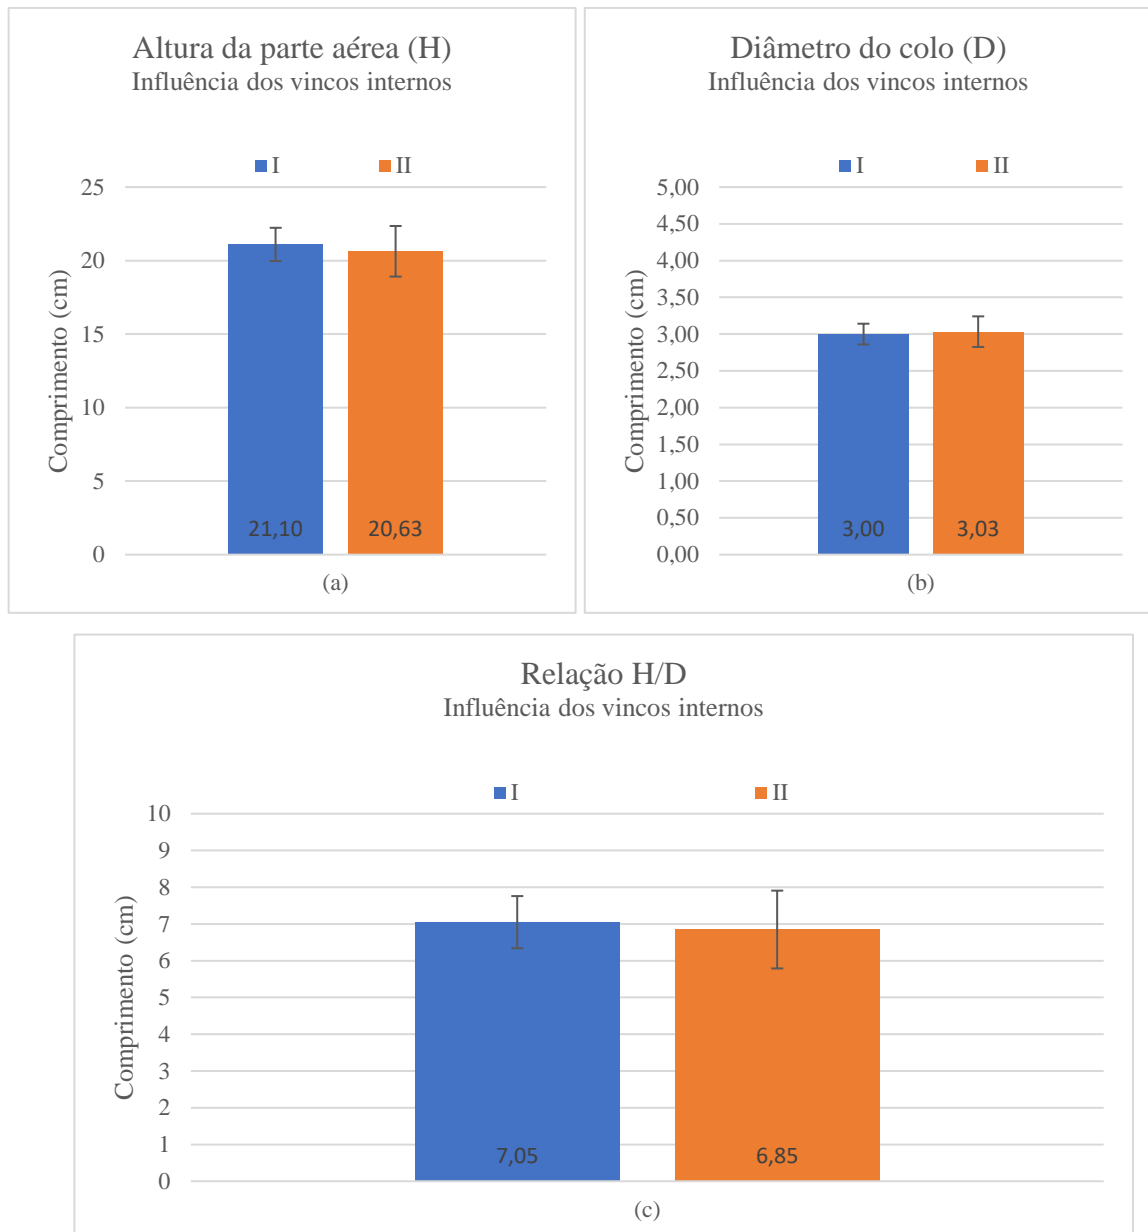 Altura da parte aérea (H)
Influência dos vincos internos
I II
Comprimento (cm)
25
20
15
10
5
0
21,10 20,63
(a)
Diâmetro do colo (D)
Influência dos vincos internos
I II
Comprimento (cm)
5,00
4,50
4,00
3,50
3,00
2,50
2,00
1,50
1,00
0,50
0,00
3,00 3,03
(b)
Relação H/D
Influência dos vincos internos
I II
Comprimento (cm)
10
9
8
7
6
5
4
3
2
1
0
7,05 6,85
(c)